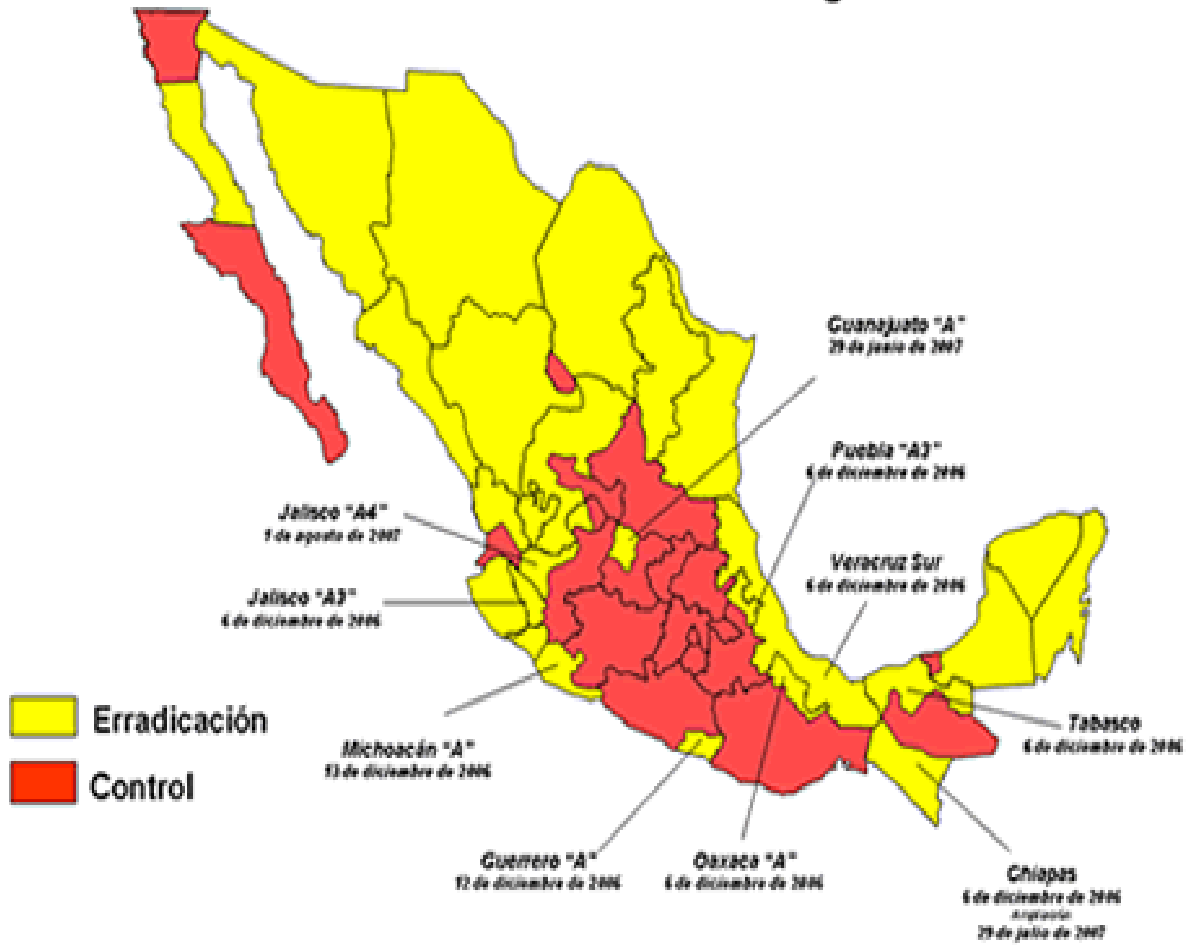 Guanajuato "A"
29 de junio de 2007
Puebla "A3"
6 de diciembre de 2006
Jalisco "A4"
1 de agosto de 2007
Veracruz Sur
6 de diciembre de 2006
Jalisco "A3"
6 de diciembre de 2006
Erradicación
Control
Tabasco
6 de diciembre de 2006
Michoacán "A"
13 de diciembre de 2006
Guerrero "A"
12 de diciembre de 2006
Oaxaca "A"
6 de diciembre de 2006
Chiapas
6 de diciembre de 2006
Ampliación
29 de julio de 2007